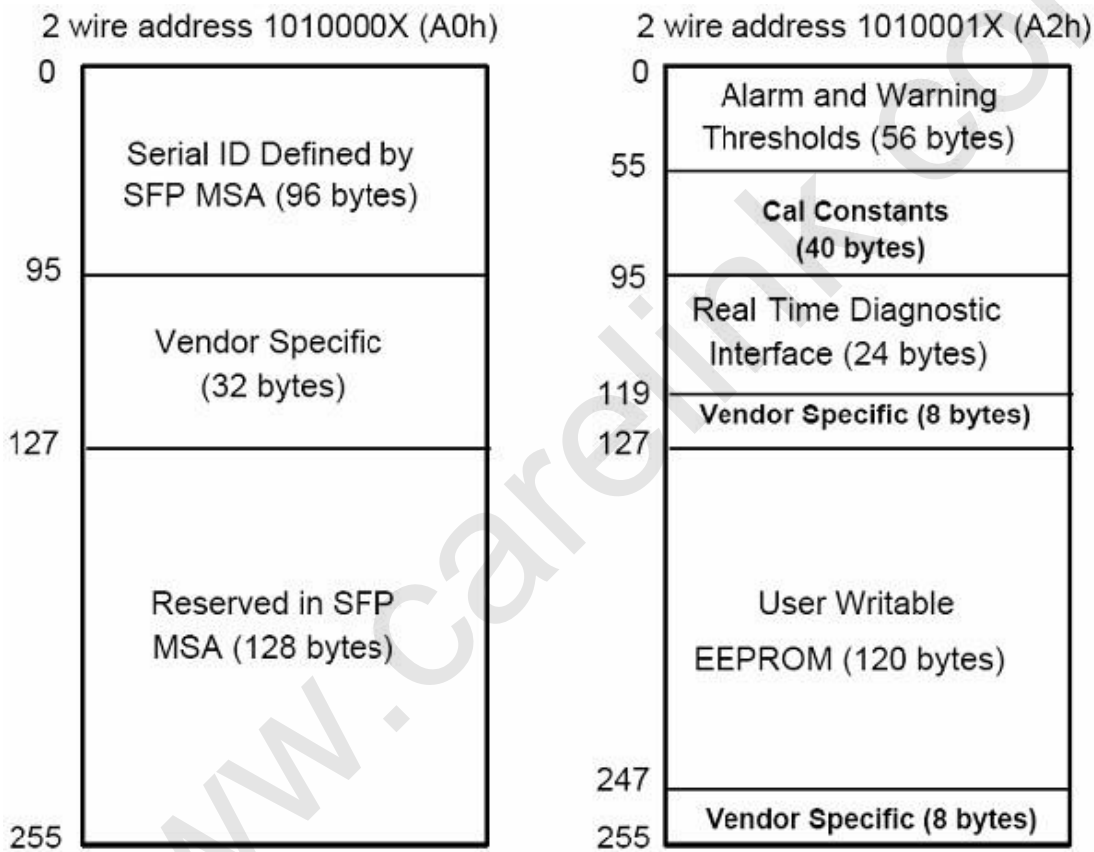 2 wire address 1010000X (A0h)
0
Serial ID Defined by
SFP MSA (96 bytes)
95
Vendor Specific
(32 bytes)
127
Reserved in SFP
MSA (128 bytes)
255
2 wire address 1010001X (A2h)
0
Alarm and Warning
Thresholds (56 bytes)
55
Cal Constants
(40 bytes)
95
Real Time Diagnostic
Interface (24 bytes)
119
Vendor Specific (8 bytes)
127
User Writable
EEPROM (120 bytes)
247
Vendor Specific (8 bytes)
255
www.carelink.co